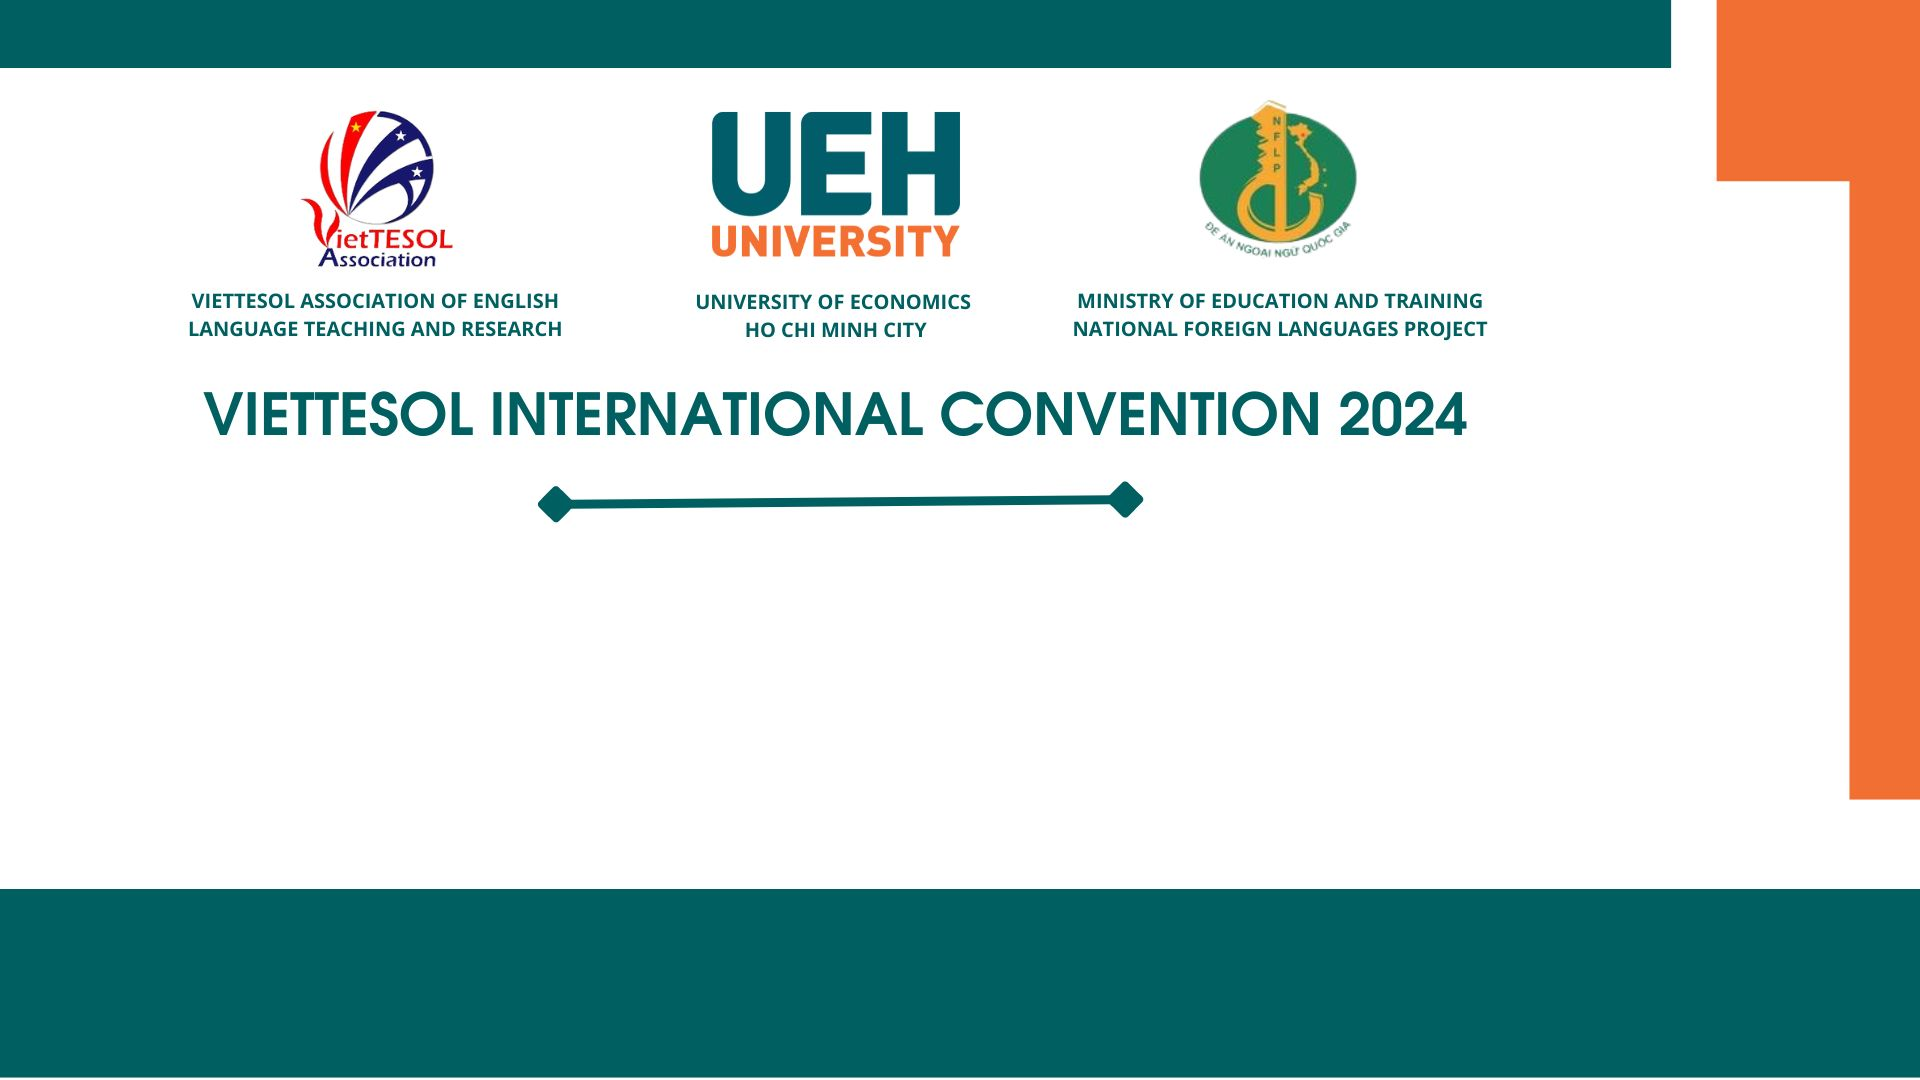 VietTESOL
Association
UEH
UNIVERSITY
NFLP
ĐỀ ÁN NGOẠI NGỮ QUỐC GIA
VIETTESOL ASSOCIATION OF ENGLISH
LANGUAGE TEACHING AND RESEARCH
UNIVERSITY OF ECONOMICS
HO CHI MINH CITY
MINISTRY OF EDUCATION AND TRAINING
NATIONAL FOREIGN LANGUAGES PROJECT
VIETTESOL INTERNATIONAL CONVENTION 2024